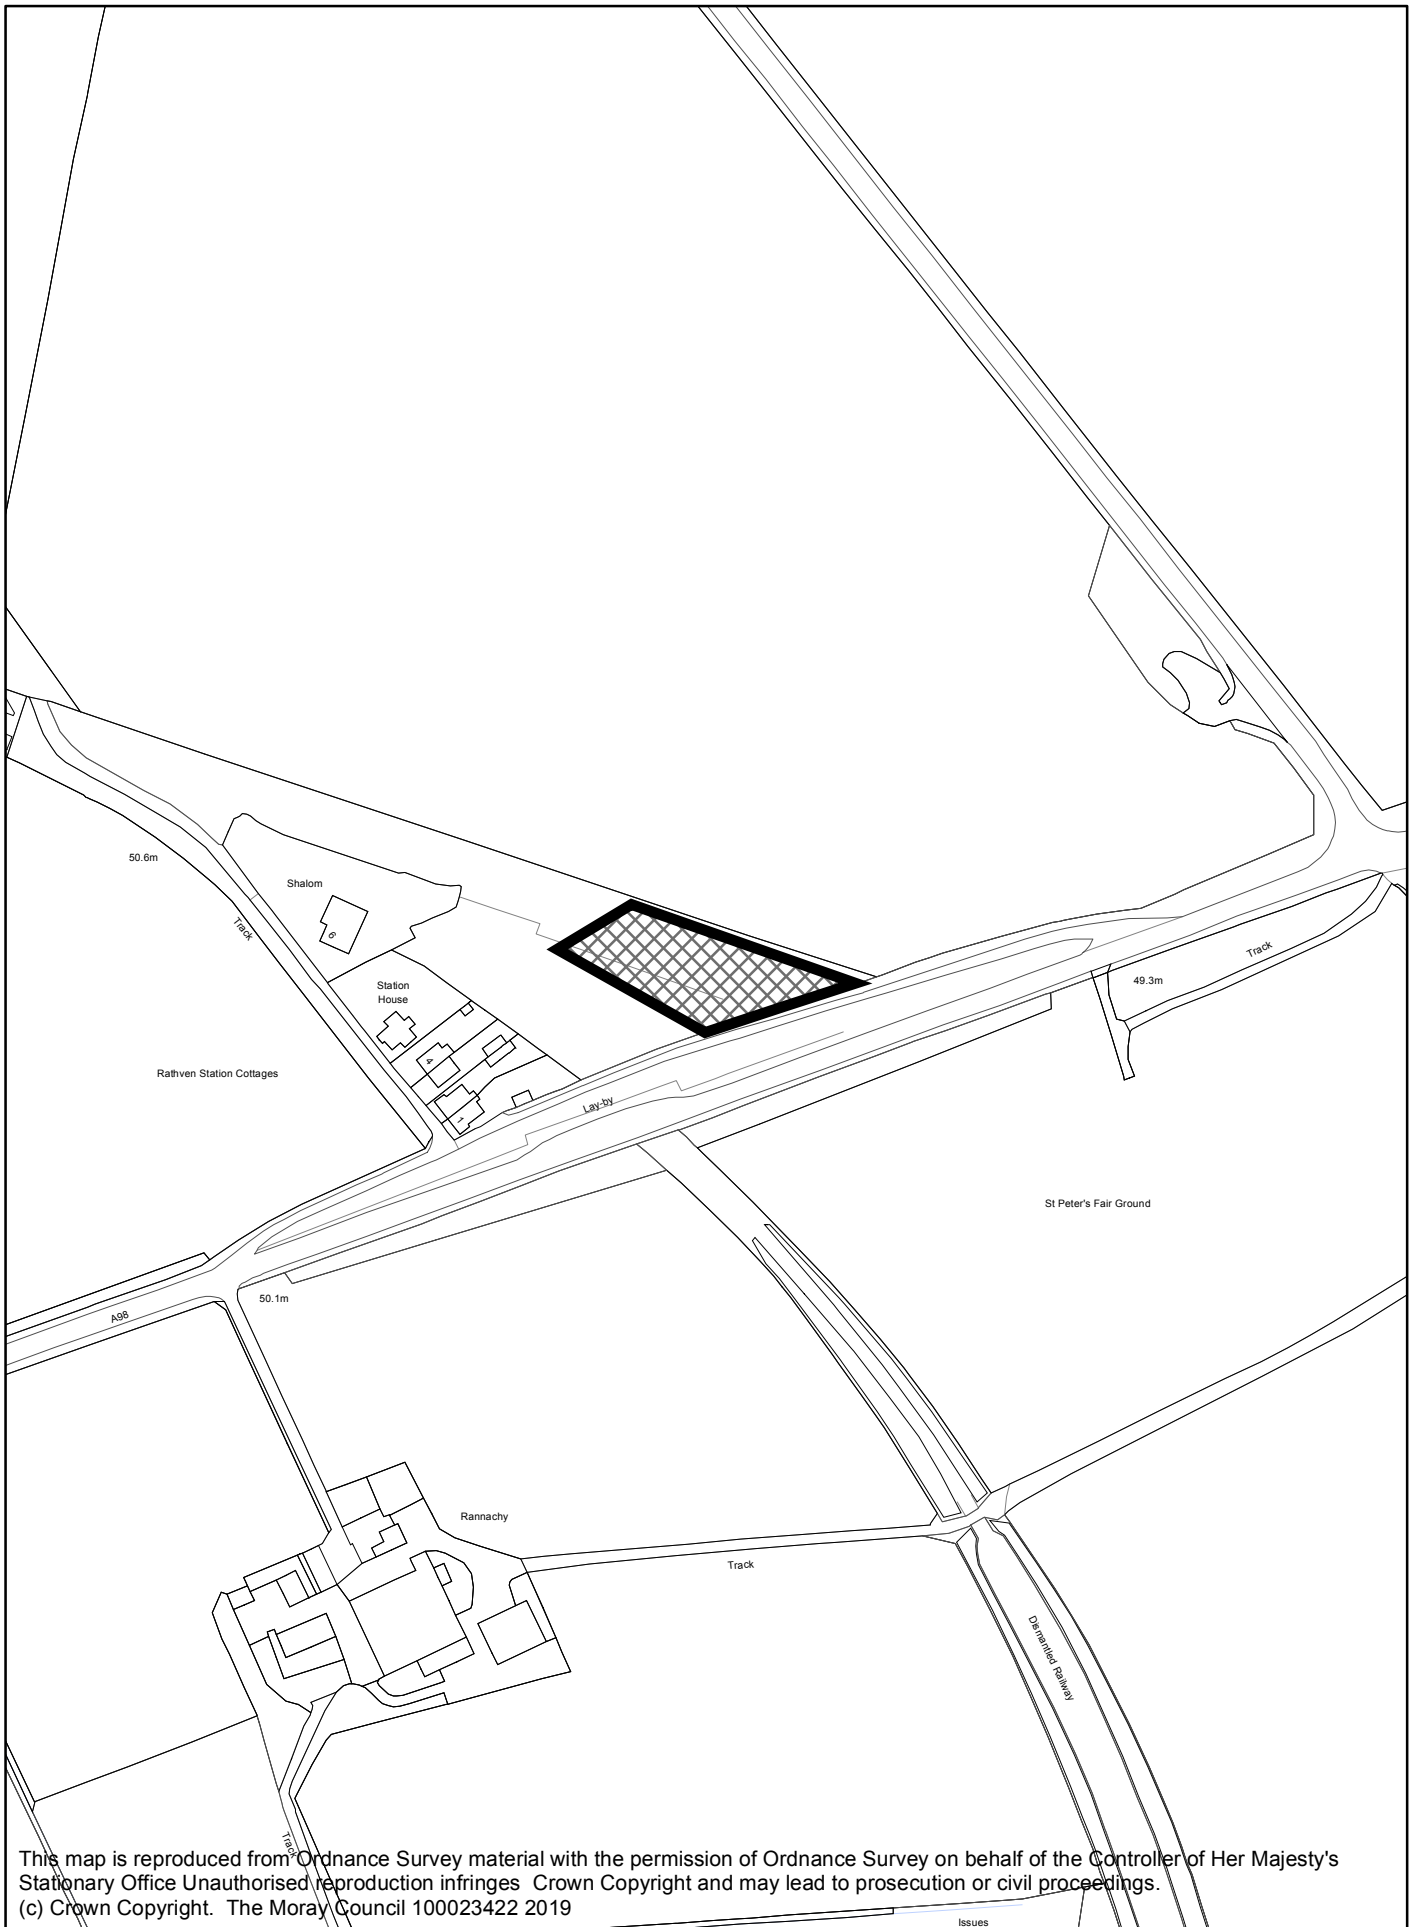 50.6m
Shalom
6
Track
Station
House
Track
49.3m
4
Rathven Station Cottages
1
Lay-by
St Peter's Fair Ground
50.1m
A98
Rannachy
Track
Dismantled Railway
Track
This map is reproduced from Ordnance Survey material with the permission of Ordnance Survey on behalf of the Controller of Her Majesty's
Stationary Office Unauthorised reproduction infringes Crown Copyright and may lead to prosecution or civil proceedings.
(c) Crown Copyright. The Moray Council 100023422 2019
Issues